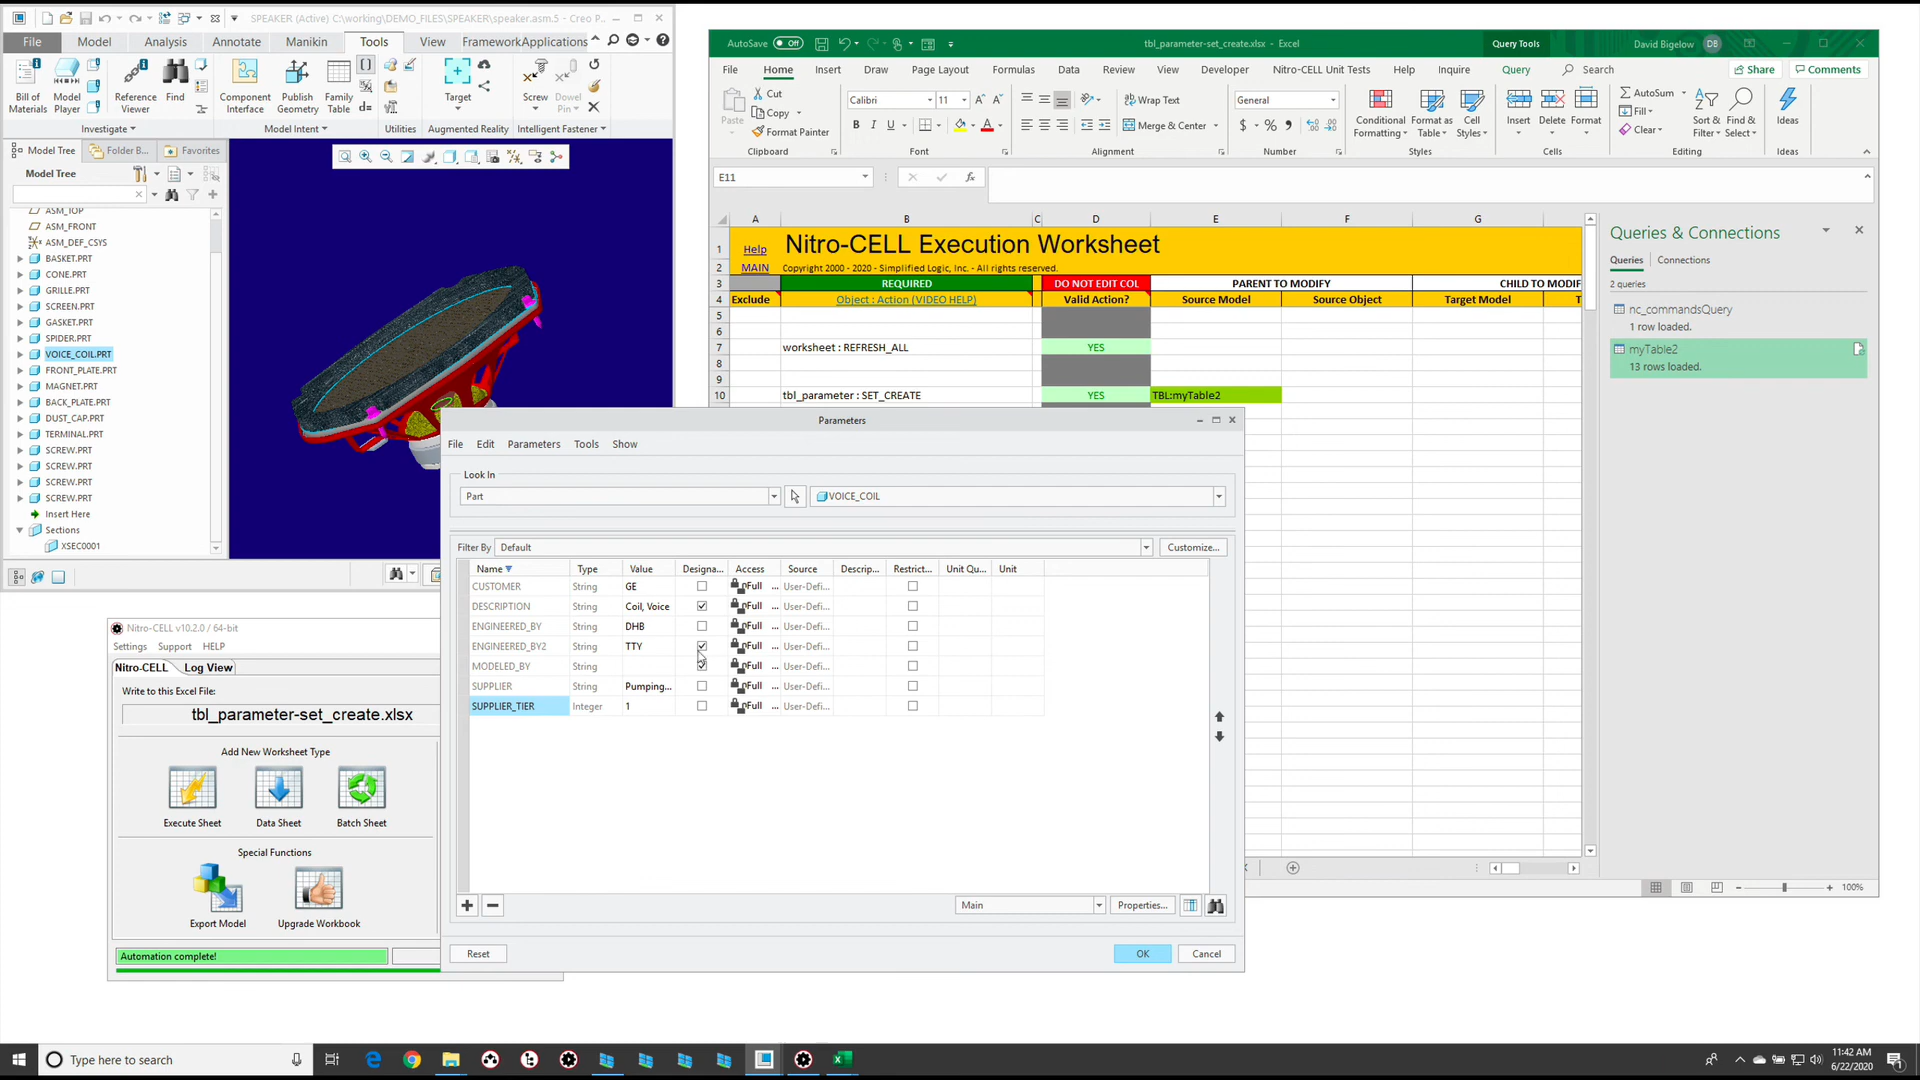 SPEAKER (Active) C:\working\DEMO_FILES\SPEAKER\speaker.asm.5 - Creo P...
File Model Analysis Annotate Manikin Tools View FrameworkApplications
Bill of Materials Model Player Reference Viewer Find Component Interface Publish Geometry Family Table Target Screw Dowel Pin
Investigate Model Intent Utilities Augmented Reality Intelligent Fastener
Model Tree Folder B... Favorites
Model Tree
ASM_TOP
ASM_FRONT
ASM_DEF_CSYS
BASKET.PRT
CONE.PRT
GRILLE.PRT
SCREEN.PRT
GASKET.PRT
SPIDER.PRT
VOICE_COIL.PRT
FRONT_PLATE.PRT
MAGNET.PRT
BACK_PLATE.PRT
DUST_CAP.PRT
TERMINAL.PRT
SCREW.PRT
SCREW.PRT
SCREW.PRT
SCREW.PRT
Insert Here
Sections
XSEC0001
AutoSave Off tbl_parameter-set_create.xlsx - Excel Query Tools David Bigelow DB
File Home Insert Draw Page Layout Formulas Data Review View Developer Nitro-CELL Unit Tests Help Inquire Query Search Share Comments
Paste Cut Copy Format Painter
Calibri 11 B I U
Wrap Text Merge & Center
General $ % ,
Conditional Formatting Format as Table Cell Styles Insert Delete Format
AutoSum Fill Clear Sort & Filter Find & Select Ideas
Clipboard Font Alignment Number Styles Cells Editing Ideas
E11 fx
A B C D E F G
1 Help Nitro-CELL Execution Worksheet
2 MAIN Copyright 2000 - 2020 - Simplified Logic, Inc. - All rights reserved.
3 REQUIRED DO NOT EDIT COL PARENT TO MODIFY CHILD TO MODIF
4 Exclude Object : Action (VIDEO HELP) Valid Action? Source Model Source Object Target Model T
5
6
7 worksheet : REFRESH_ALL YES
8
9
10 tbl_parameter : SET_CREATE YES TBL:myTable2
Queries & Connections
Queries Connections
2 queries
nc_commandsQuery
1 row loaded.
myTable2
13 rows loaded.
100%
Parameters
File Edit Parameters Tools Show
Look In
Part VOICE_COIL
Filter By Default Customize...
Name Type Value Designa... Access Source Descrip... Restrict... Unit Qu... Unit
CUSTOMER String GE Full ... User-Defi...
DESCRIPTION String Coil, Voice Full ... User-Defi...
ENGINEERED_BY String DHB Full ... User-Defi...
ENGINEERED_BY2 String TTY Full ... User-Defi...
MODELED_BY String Full ... User-Defi...
SUPPLIER String Pumping... Full ... User-Defi...
SUPPLIER_TIER Integer 1 Full ... User-Defi...
Main Properties...
Reset OK Cancel
Nitro-CELL v10.2.0 / 64-bit
Settings Support HELP
Nitro-CELL Log View
Write to this Excel File:
tbl_parameter-set_create.xlsx
Add New Worksheet Type
Execute Sheet Data Sheet Batch Sheet
Special Functions
Export Model Upgrade Workbook
Automation complete!
Type here to search
11:42 AM
6/22/2020
1